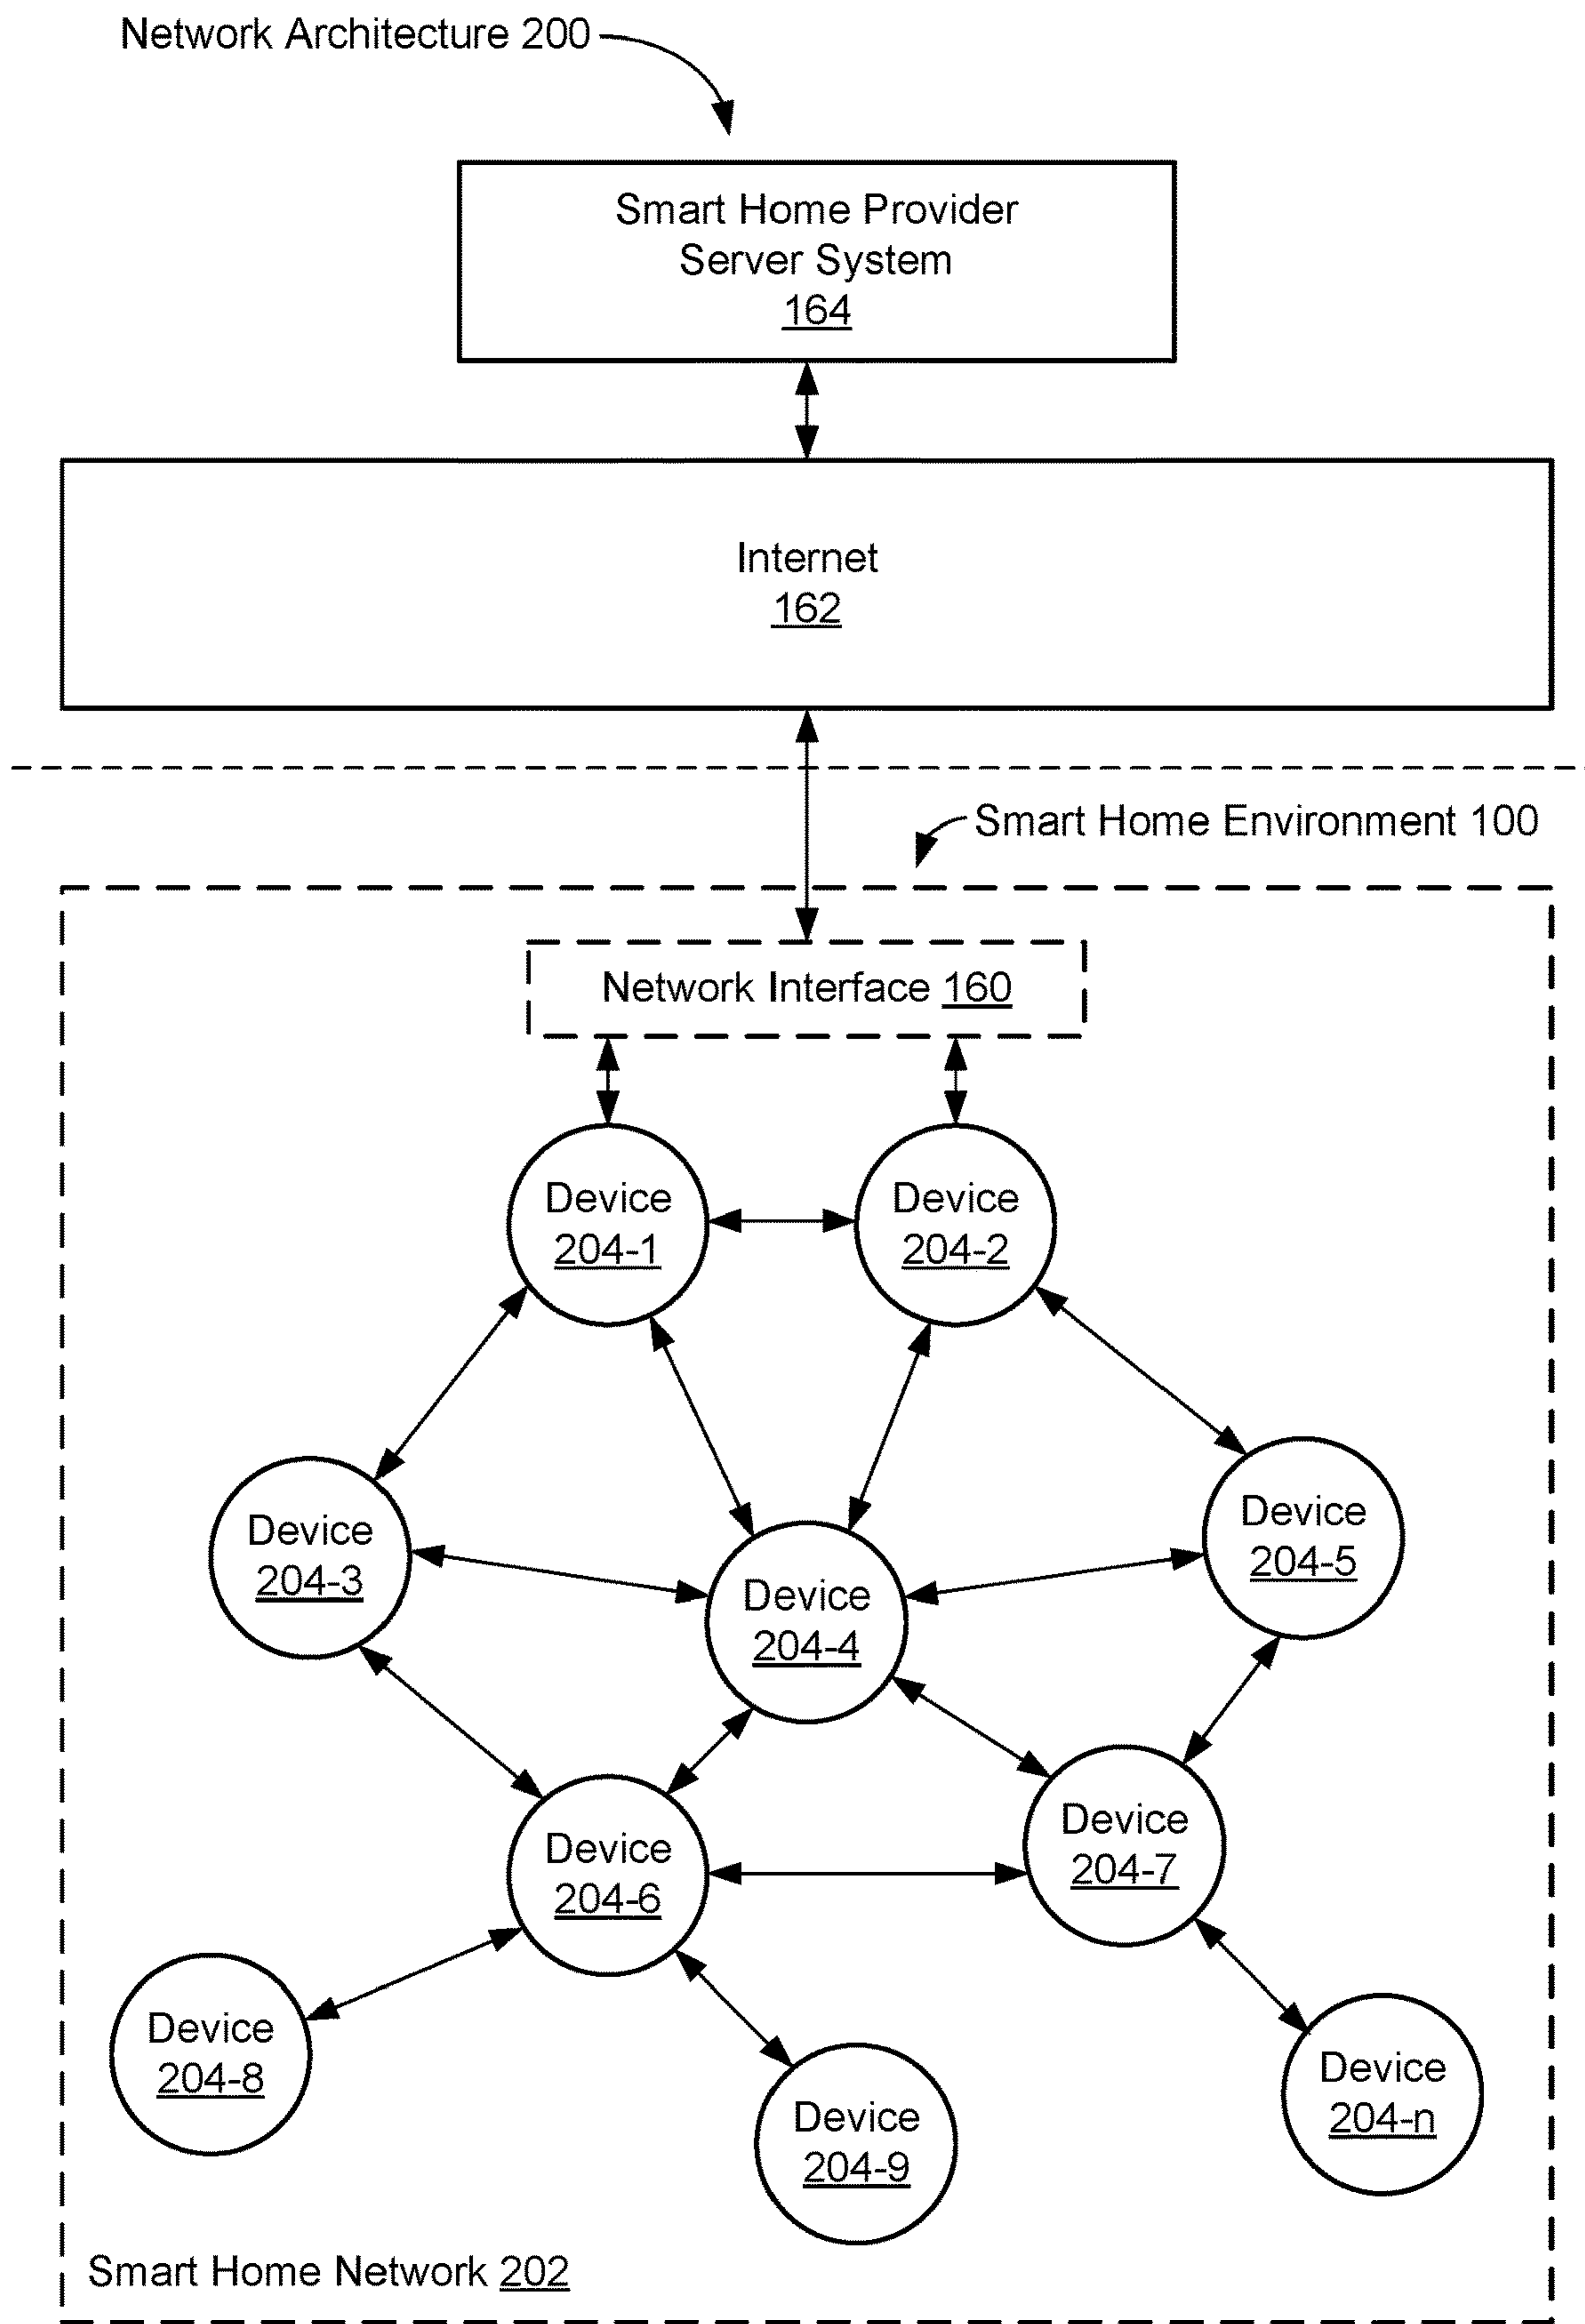 Network Architecture 200
Smart Home Provider
Server System
164
Internet
162
Smart Home Environment 100
Network Interface 160
Device
204-1
Device
204-2
Device
204-3
Device
204-4
Device
204-5
Device
204-6
Device
204-7
Device
204-8
Device
204-9
Device
204-n
Smart Home Network 202